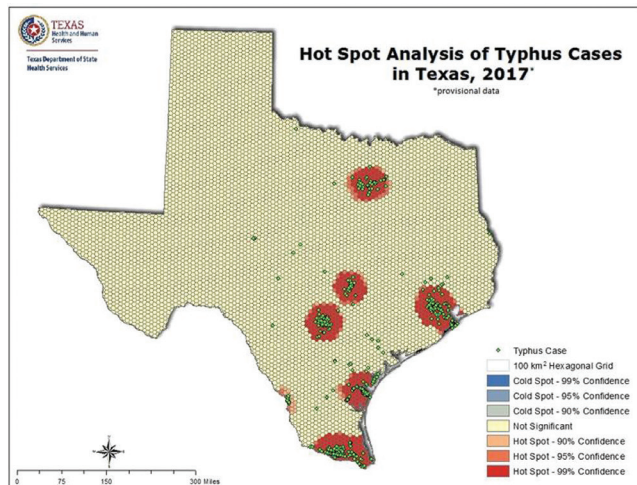 TEXAS
Health and Human
Services
Texas Department of State
Health Services
Hot Spot Analysis of Typhus Cases
in Texas, 2017*
*provisional data
Typhus Case
100 km² Hexagonal Grid
Cold Spot - 99% Confidence
Cold Spot - 95% Confidence
Cold Spot - 90% Confidence
Not Significant
Hot Spot - 90% Confidence
Hot Spot - 95% Confidence
Hot Spot - 99% Confidence
0 75 150 300 Miles